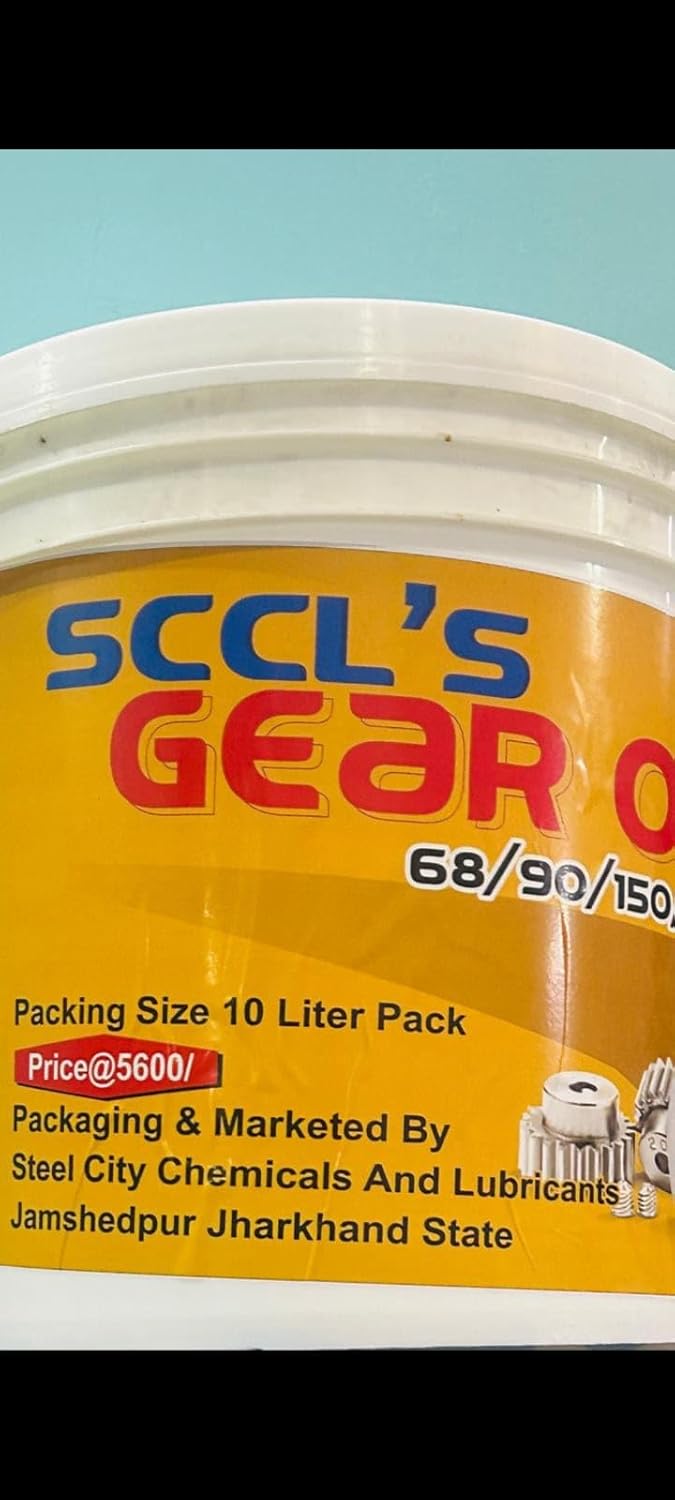 SCCL'S
GEAR O
68/90/150/
Packing Size 10 Liter Pack
Price@5600/
Packaging & Marketed By
Steel City Chemicals And Lubricants
Jamshedpur Jharkhand State